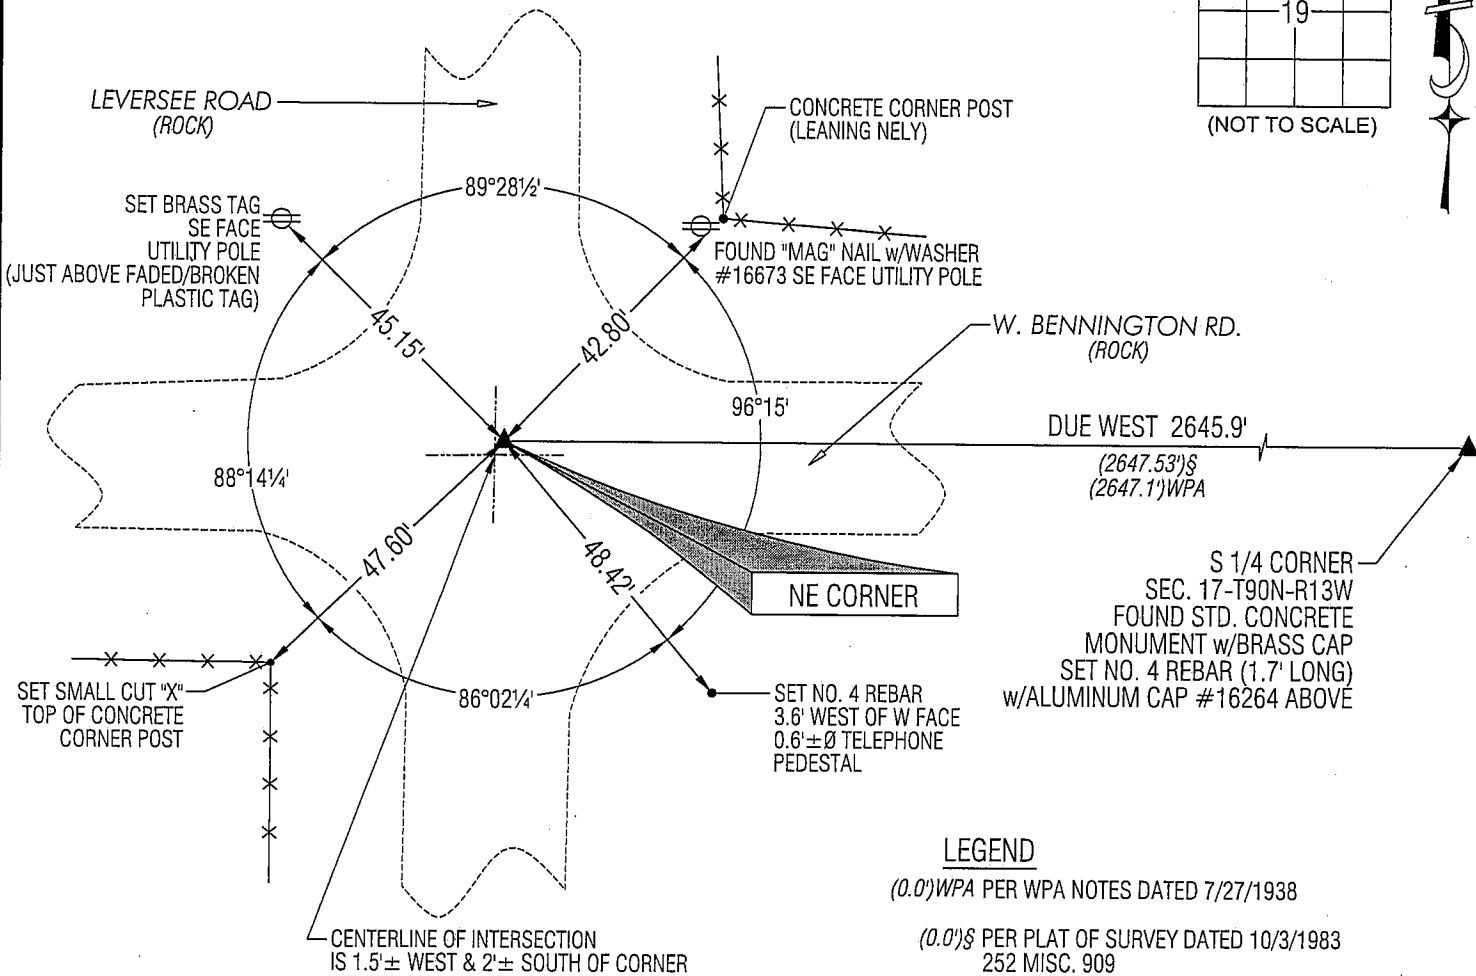 19
(NOT TO SCALE)
LEVERSEE ROAD
(ROCK)
CONCRETE CORNER POST
(LEANING NELY)
89°28½'
SET BRASS TAG
SE FACE
UTILITY POLE
(JUST ABOVE FADED/BROKEN
PLASTIC TAG)
FOUND "MAG" NAIL w/WASHER
#16673 SE FACE UTILITY POLE
45.15'
42.80'
W. BENNINGTON RD.
(ROCK)
96°15'
DUE WEST 2645.9'
(2647.53')§
(2647.1')WPA
88°14¼'
47.60'
48.42'
NE CORNER
S 1/4 CORNER
SEC. 17-T90N-R13W
FOUND STD. CONCRETE
MONUMENT w/BRASS CAP
SET NO. 4 REBAR (1.7' LONG)
w/ALUMINUM CAP #16264 ABOVE
SET SMALL CUT "X"
TOP OF CONCRETE
CORNER POST
86°02¼'
SET NO. 4 REBAR
3.6' WEST OF W FACE
0.6'±Ø TELEPHONE
PEDESTAL
CENTERLINE OF INTERSECTION
IS 1.5'± WEST & 2'± SOUTH OF CORNER
LEGEND
(0.0')WPA PER WPA NOTES DATED 7/27/1938
(0.0')§ PER PLAT OF SURVEY DATED 10/3/1983
252 MISC. 909